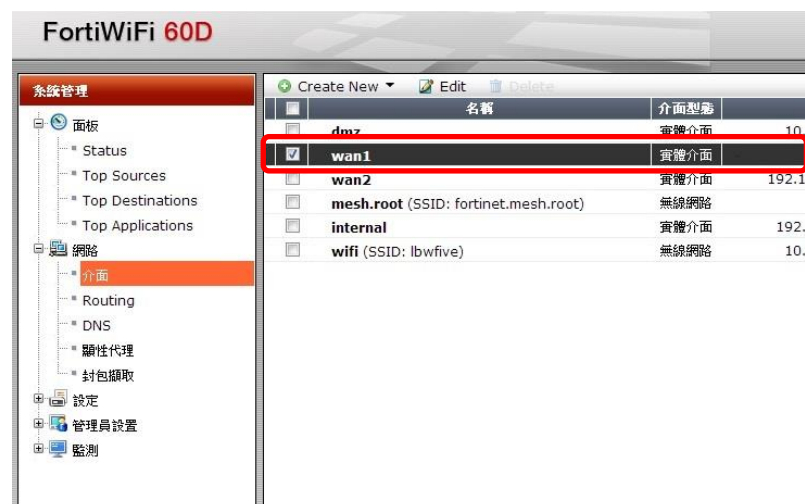 FortiWiFi 60D
系統管理
面板
Status
Top Sources
Top Destinations
Top Applications
網路
介面
Routing
DNS
顯性代理
封包擷取
設定
管理員設置
監測
Create New Edit Delete
名稱 介面型態
dmz 實體介面 10.
wan1 實體介面
wan2 實體介面 192.1
mesh.root (SSID: fortinet.mesh.root) 無線網路
internal 實體介面 192.
wifi (SSID: lbwfive) 無線網路 10.